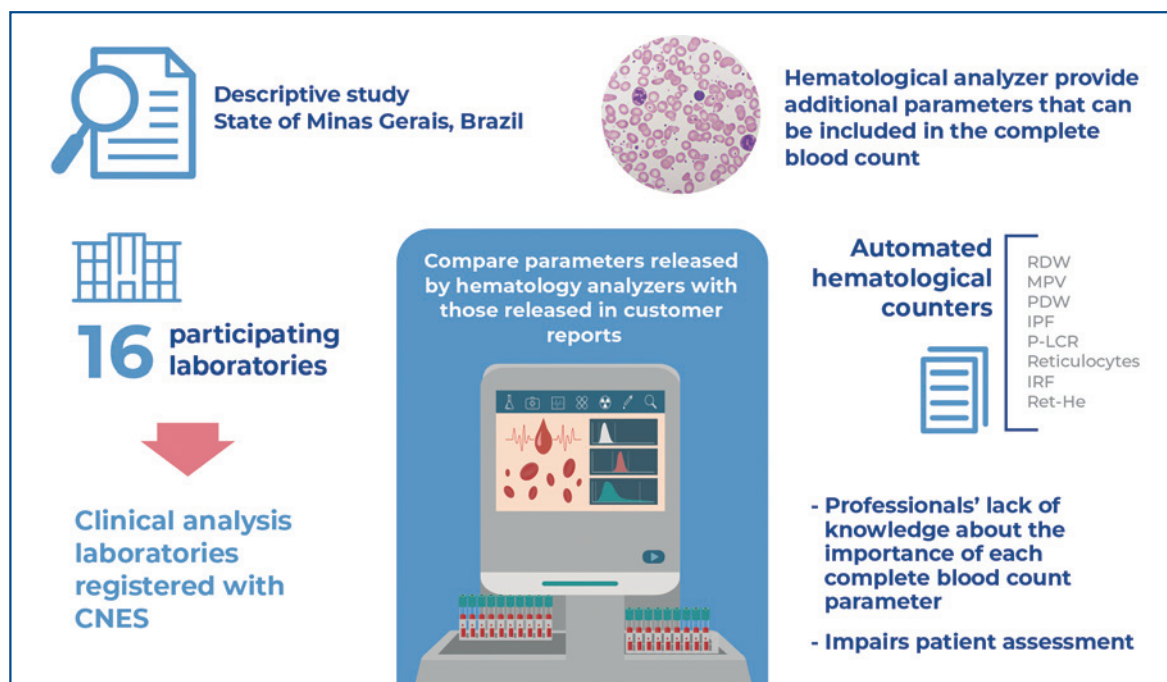 Descriptive study
State of Minas Gerais, Brazil
Hematological analyzer provide
additional parameters that can
be included in the complete
blood count
16 participating
laboratories
Clinical analysis
laboratories
registered with
CNES
Compare parameters released
by hematology analyzers with
those released in customer
reports
Automated
hematological
counters
RDW
MPV
PDW
IPF
P-LCR
Reticulocytes
IRF
Ret-He
- Professionals' lack of
knowledge about the
importance of each
complete blood count
parameter
- Impairs patient assessment